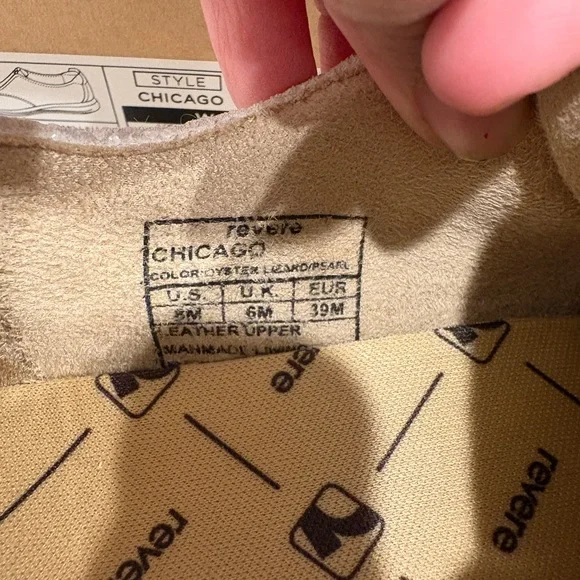 STYLE
CHICAGO
W
revere
CHICAGO
COLOR:OYSTER LIZARD/PEARL
U.S. U.K. EUR
8M 6M 39M
LEATHER UPPER
MANMADE LINING
revere
revere
revere